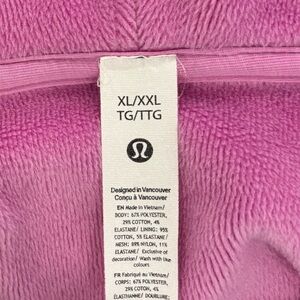 XL/XXL
TG/TTG
Designed in Vancouver
Conçu à Vancouver
EN Made in Vietnam/
BODY: 67% POLYESTER,
29% COTTON, 4%
ELASTANE/ LINING: 95%
COTTON, 5% ELASTANE/
MESH: 89% NYLON, 11%
ELASTANE/ Exclusive of
decoration/ Wash with like
colours
FR Fabriqué au Vietnam/
CORPS: 67% POLYESTER,
29% COTON, 4%
ÉLASTHANNE/ DOUBLURE: